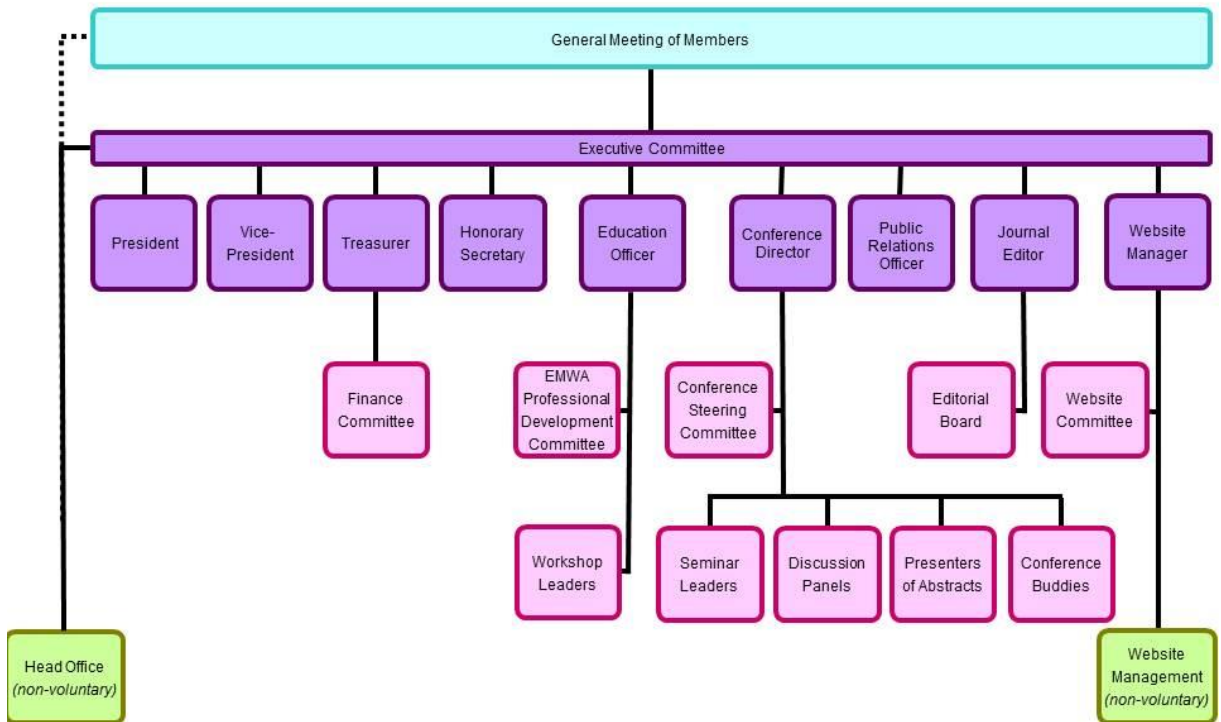 General Meeting of Members
Executive Committee
President
Vice-
President
Treasurer
Honorary
Secretary
Education
Officer
Conference
Director
Public
Relations
Officer
Journal
Editor
Website
Manager
Finance
Committee
EMWA
Professional
Development
Committee
Conference
Steering
Committee
Editorial
Board
Website
Committee
Workshop
Leaders
Seminar
Leaders
Discussion
Panels
Presenters
of Abstracts
Conference
Buddies
Head Office
(non-voluntary)
Website
Management
(non-voluntary)